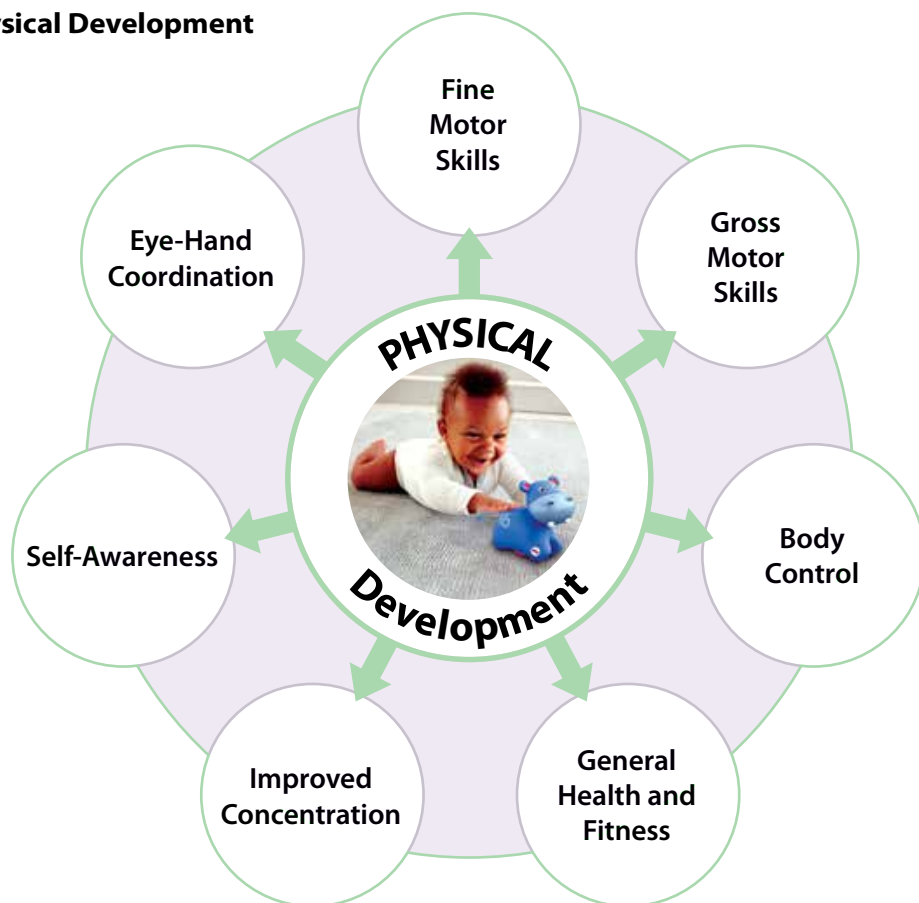 ysical Development
Fine
Motor
Skills
Gross
Motor
Skills
Body
Control
General
Health and
Fitness
Improved
Concentration
Self-Awareness
Eye-Hand
Coordination
PHYSICAL
Development